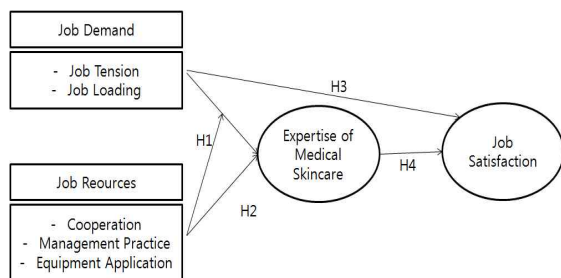 Job Demand
- Job Tension
- Job Loading
H3
H1
Expertise of
Medical
Skincare
H4
Job
Satisfaction
Job Reources
H2
- Cooperation
- Management Practice
- Equipment Application